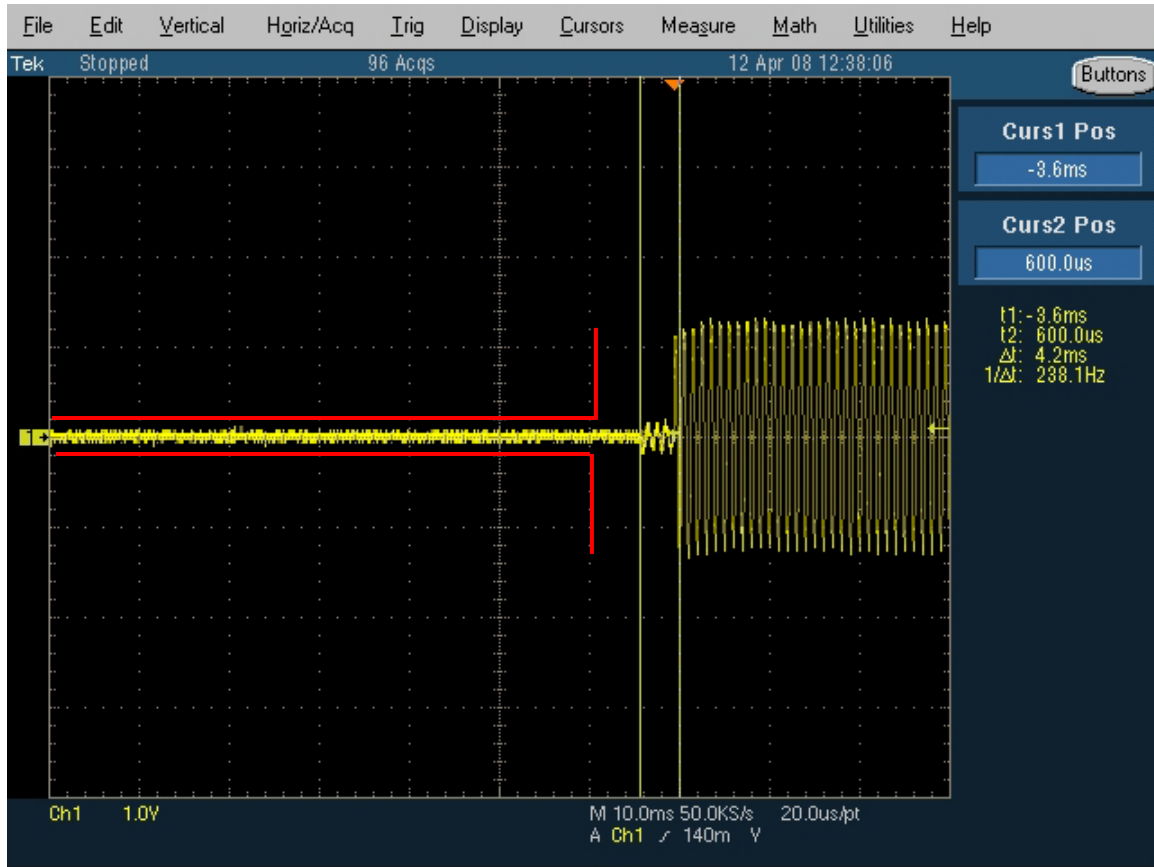 File Edit Vertical Horiz/Acq Trig Display Cursors Measure Math Utilities Help
Tek Stopped 96 Acqs 12 Apr 08 12:38:06
Buttons
Curs1 Pos
-3.6ms
Curs2 Pos
600.0us
t1:-3.6ms
t2: 600.0us
Δt: 4.2ms
1/Δt: 238.1Hz
1
Ch1 1.0V M 10.0ms 50.0KS/s 20.0us/pt
A Ch1 / 140m V